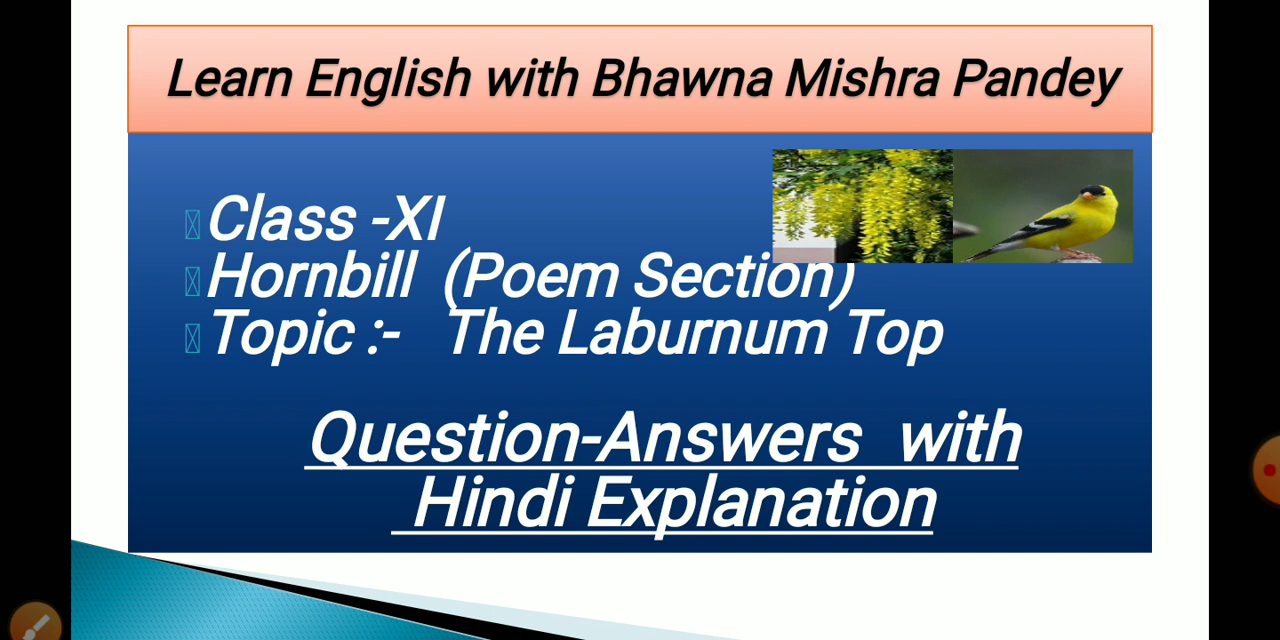 Learn English with Bhawna Mishra Pandey
Class -XI
Hornbill (Poem Section)
Topic :- The Laburnum Top
Question-Answers with
Hindi Explanation